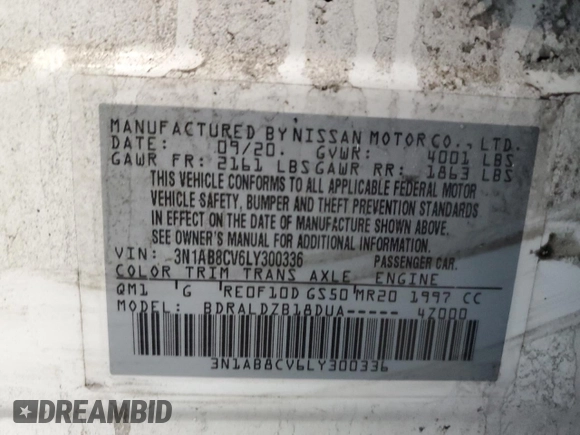 MANUFACTURED BY NISSAN MOTOR CO., LTD.
DATE: 09/20. GVWR: 4001 LBS
GAWR FR: 2161 LBS GAWR RR: 1863 LBS
THIS VEHICLE CONFORMS TO ALL APPLICABLE FEDERAL MOTOR
VEHICLE SAFETY, BUMPER AND THEFT PREVENTION STANDARDS
IN EFFECT ON THE DATE OF MANUFACTURE SHOWN ABOVE.
SEE OWNER'S MANUAL FOR ADDITIONAL INFORMATION.
VIN: 3N1AB8CV6LY300336 PASSENGER CAR.
COLOR TRIM TRANS AXLE ENGINE
QM1 G RE0F10D GS50 MR20 1997 CC
MODEL: BDRALDZB18DUA----- 4Z000
3N1AB8CV6LY300336
DREAMBID